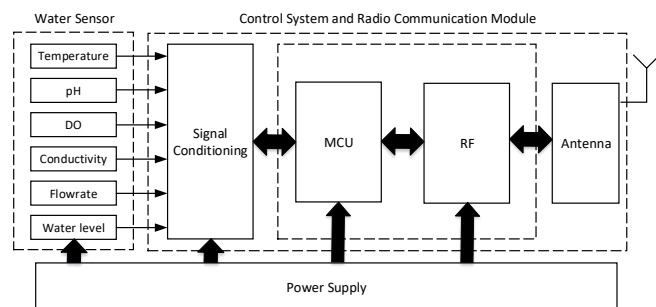 Water Sensor
Control System and Radio Communication Module
Temperature
pH
DO
Conductivity
Flowrate
Water level
Signal
Conditioning
MCU
RF
Antenna
Power Supply